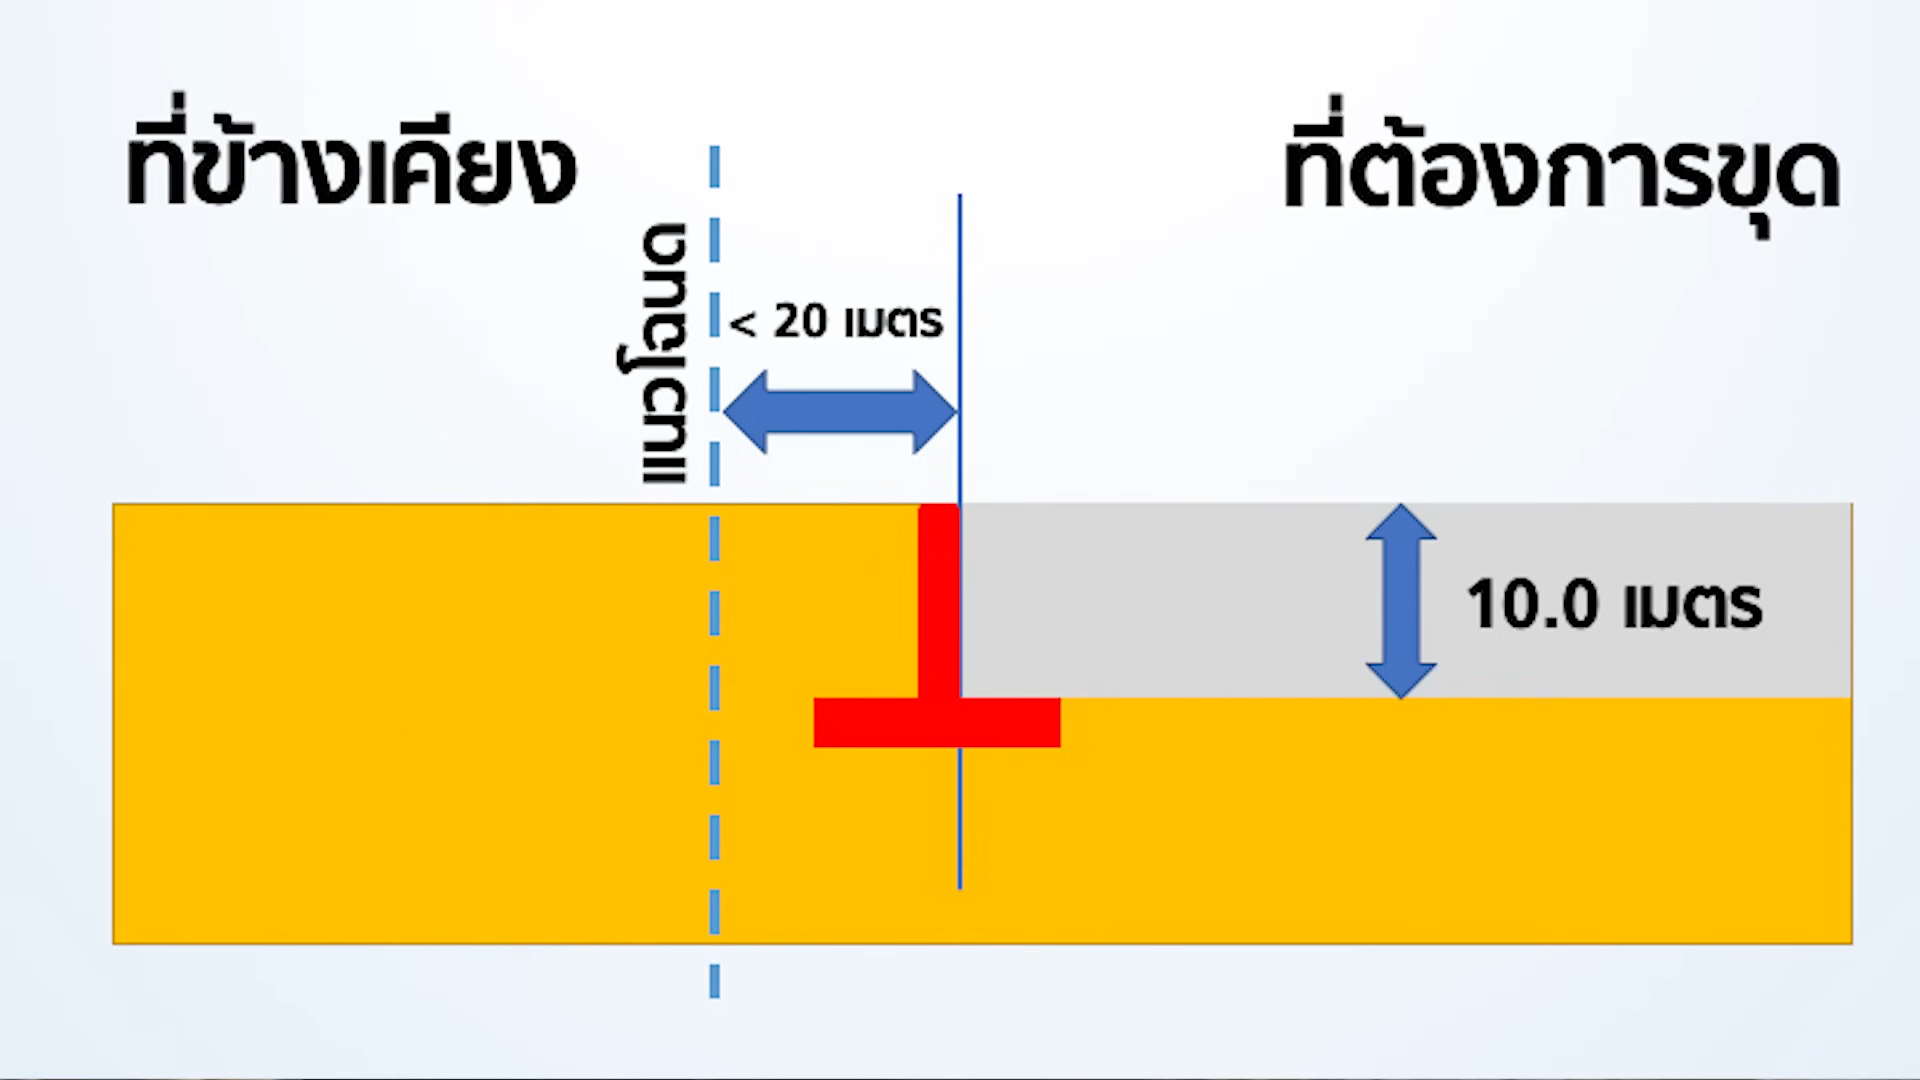 ที่ข้างเคียง
ที่ต้องการขุด
แนวโฉนด
< 20 เมตร
10.0 เมตร